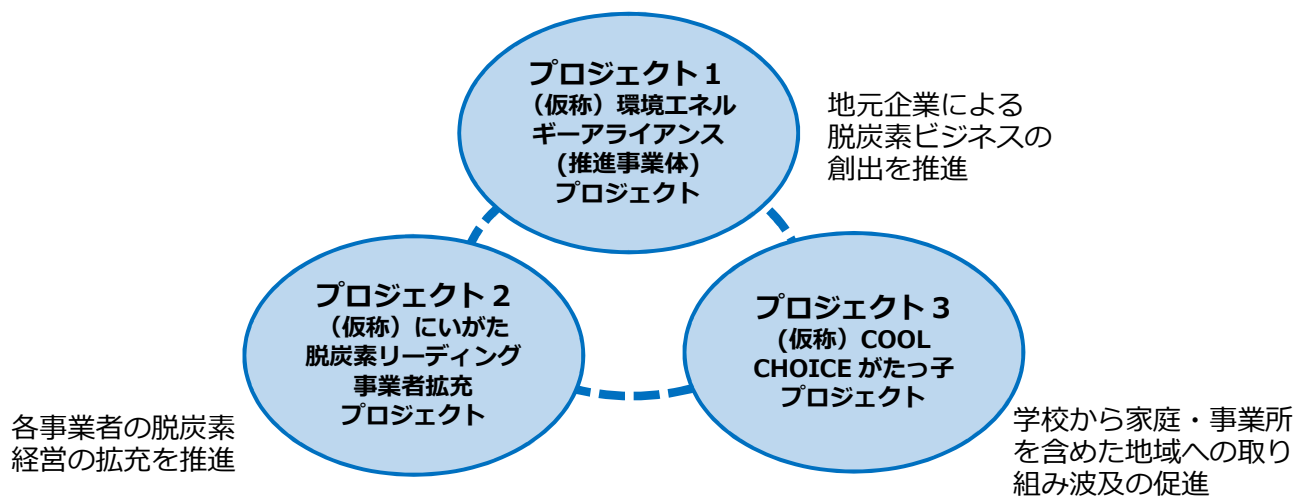 プロジェクト１
（仮称）環境エネル
ギーアライアンス
(推進事業体)
プロジェクト
地元企業による
脱炭素ビジネスの
創出を推進
プロジェクト２
（仮称）にいがた
脱炭素リーディング
事業者拡充
プロジェクト
各事業者の脱炭素
経営の拡充を推進
プロジェクト３
(仮称）COOL
CHOICE がたっ子
プロジェクト
学校から家庭・事業所
を含めた地域への取り
組み波及の促進